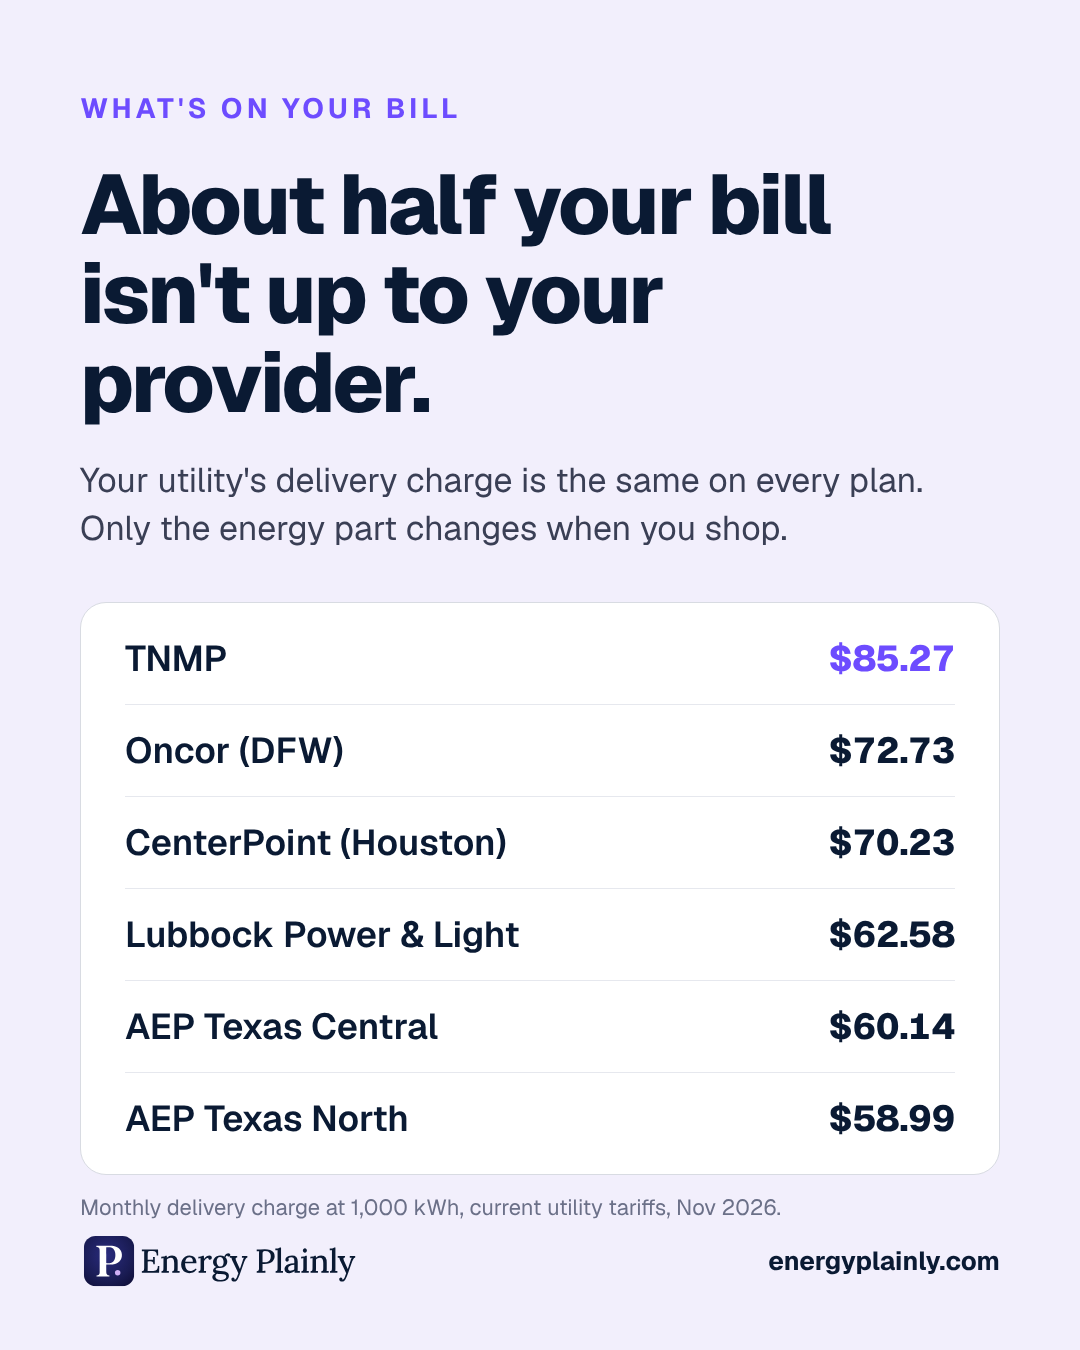 WHAT'S ON YOUR BILL
About half your bill
isn't up to your
provider.
Your utility's delivery charge is the same on every plan.
Only the energy part changes when you shop.
TNMP $85.27
Oncor (DFW) $72.73
CenterPoint (Houston) $70.23
Lubbock Power & Light $62.58
AEP Texas Central $60.14
AEP Texas North $58.99
Monthly delivery charge at 1,000 kWh, current utility tariffs, Nov 2026.
P. Energy Plainly energyplainly.com